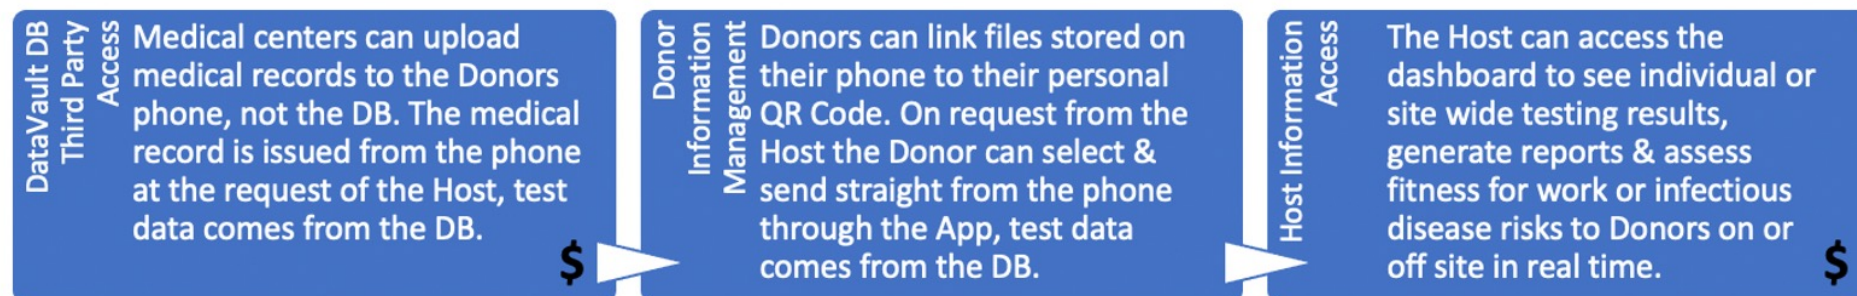 DataVault DB
Third Party
Access
Medical centers can upload
medical records to the Donors
phone, not the DB. The medical
record is issued from the phone
at the request of the Host, test
data comes from the DB.
$
Donor
Information
Management
Donors can link files stored on
their phone to their personal
QR Code. On request from the
Host the Donor can select &
send straight from the phone
through the App, test data
comes from the DB.
Host Information
Access
The Host can access the
dashboard to see individual or
site wide testing results,
generate reports & assess
fitness for work or infectious
disease risks to Donors on or
off site in real time.
$